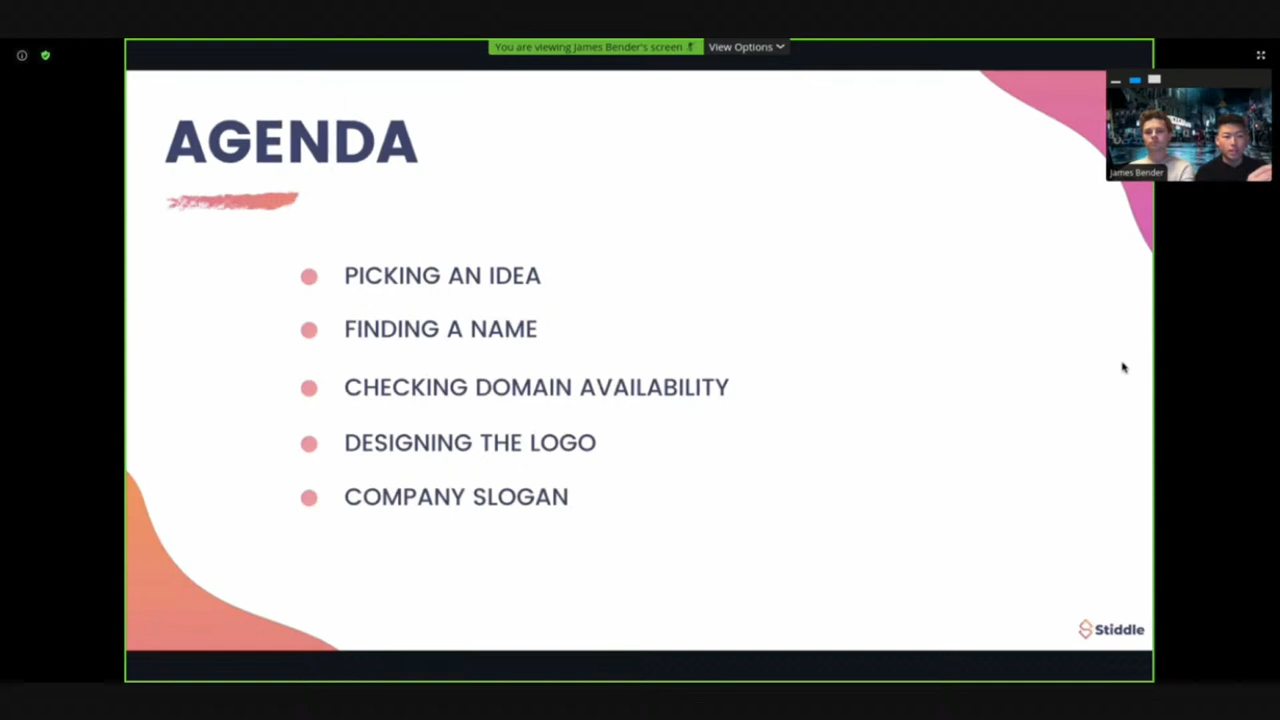 You are viewing James Bender's screen
View Options
AGENDA
James Bender
PICKING AN IDEA
FINDING A NAME
CHECKING DOMAIN AVAILABILITY
DESIGNING THE LOGO
COMPANY SLOGAN
Stiddle